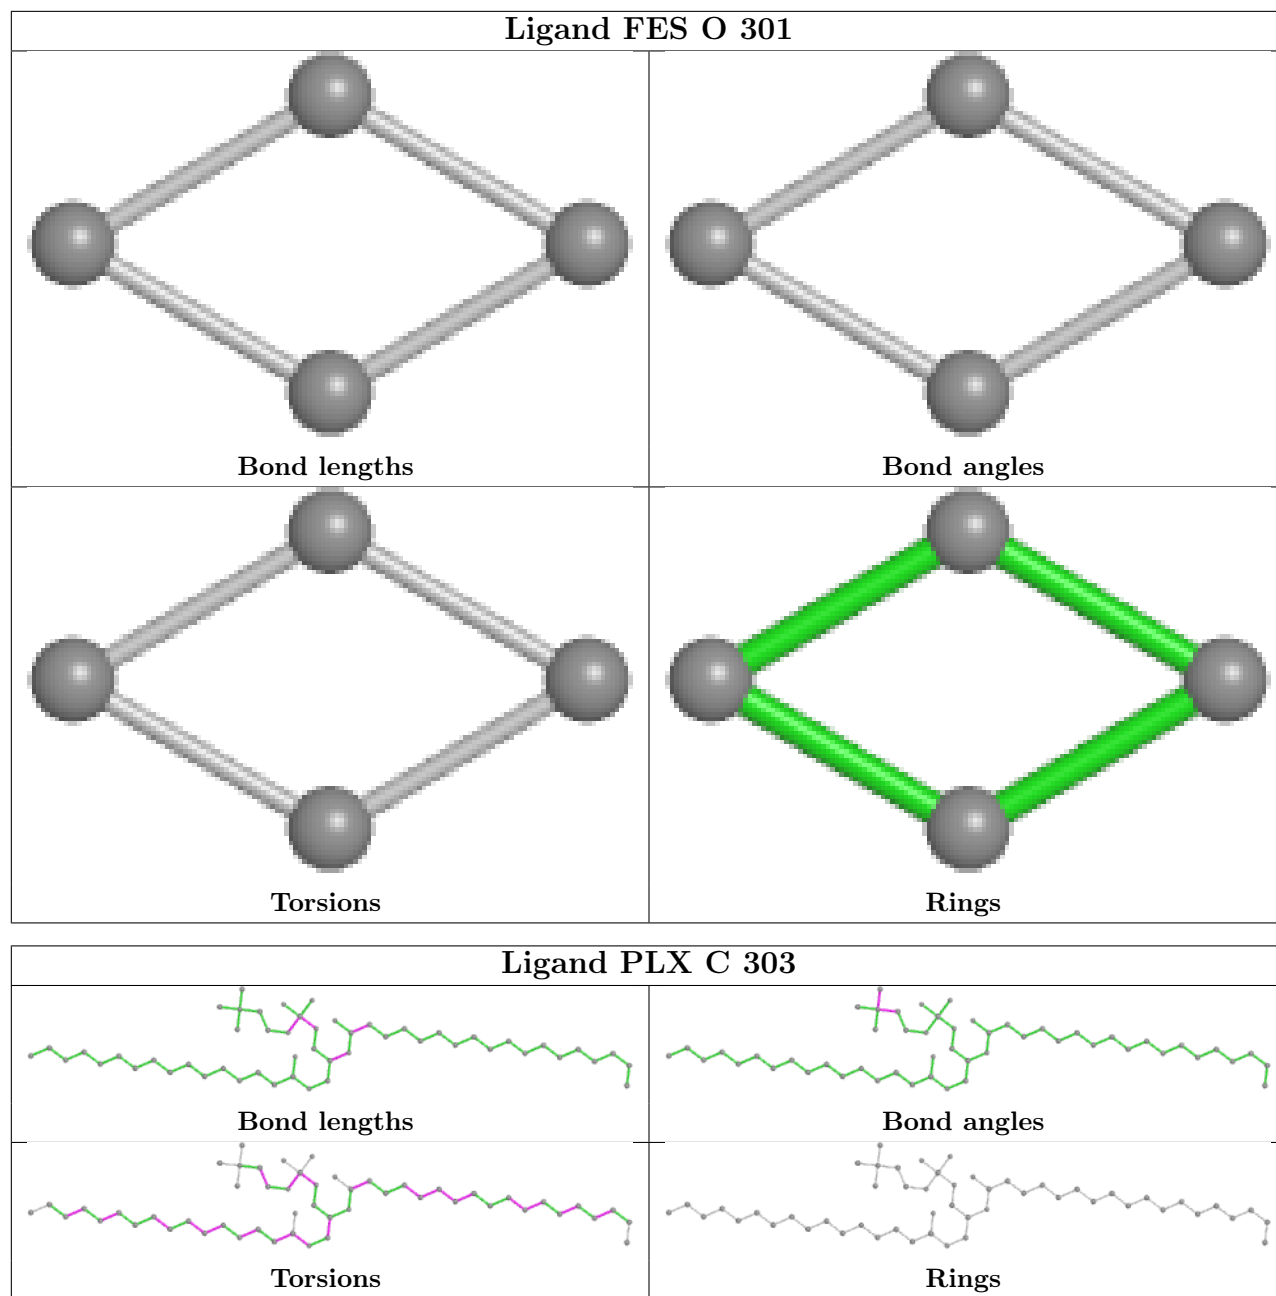 Ligand FES O 301
Bond lengths
Bond angles
Torsions
Rings
Ligand PLX C 303
Bond lengths
Bond angles
Torsions
Rings